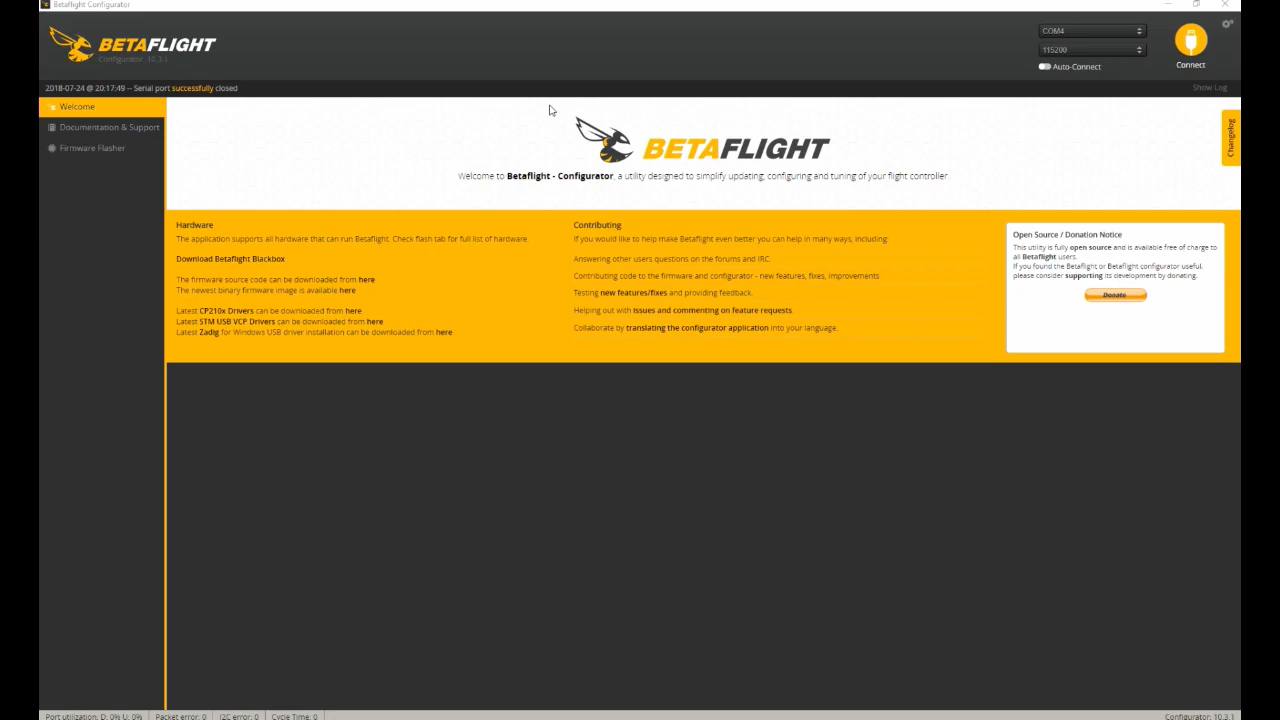 Betaflight Configurator
BETAFLIGHT
Configurator 10.3.1
COM4
115200
Auto-Connect
Connect
2018-07-24 @ 20:17:49 -- Serial port successfully closed
Show Log
Welcome
Documentation & Support
Firmware Flasher
BETAFLIGHT
Changelog
Welcome to Betaflight - Configurator, a utility designed to simplify updating, configuring and tuning of your flight controller.
Hardware
The application supports all hardware that can run Betaflight. Check flash tab for full list of hardware.
Download Betaflight Blackbox
The firmware source code can be downloaded from here
The newest binary firmware image is available here
Latest CP210x Drivers can be downloaded from here
Latest STM USB VCP Drivers can be downloaded from here
Latest Zadig for Windows USB driver installation can be downloaded from here
Contributing
If you would like to help make Betaflight even better you can help in many ways, including:
Answering other users questions on the forums and IRC.
Contributing code to the firmware and configurator - new features, fixes, improvements
Testing new features/fixes and providing feedback.
Helping out with issues and commenting on feature requests.
Collaborate by translating the configurator application into your language.
Open Source / Donation Notice
This utility is fully open source and is available free of charge to
all Betaflight users.
If you found the Betaflight or Betaflight configurator useful,
please consider supporting its development by donating.
Donate
Port utilization: D: 0% U: 0%
Packet error: 0
I2C error: 0
Cycle Time: 0
Configurator: 10.3.1